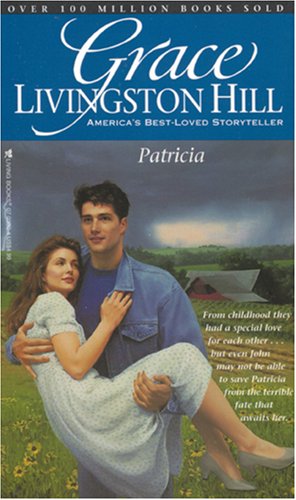 OVER 100 MILLION BOOKS SOLD
Grace
LIVINGSTON HILL
AMERICA'S BEST-LOVED STORYTELLER
Patricia
From childhood they
had a special love
for each other . . .
but even John
may not be able
to save Patricia
from the terrible
fate that
awaits her.
LIVING BOOKS